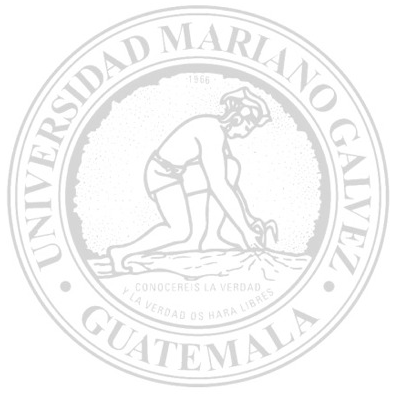 UNIVERSIDAD MARIANO GALVEZ
1966
CONOCEREIS LA VERDAD
Y LA VERDAD OS HARA LIBRES
GUATEMALA